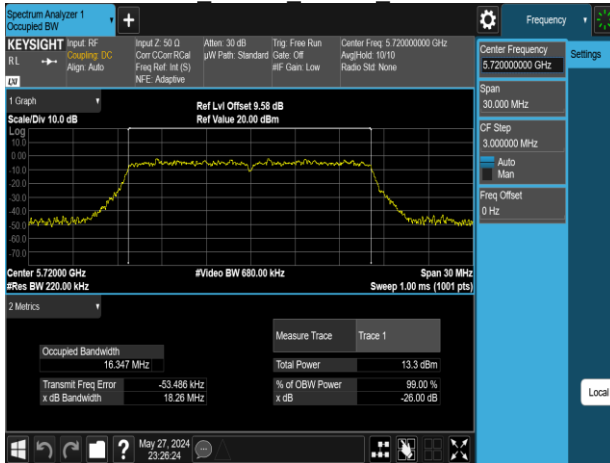 Spectrum Analyzer 1
Occupied BW
Frequency
KEYSIGHT
R L
LXI
Input: RF
Coupling: DC
Align: Auto
Input Z: 50 Ω
Corr CCorr RCal
Freq Ref: Int (S)
NFE: Adaptive
Atten: 30 dB
µW Path: Standard
Trig: Free Run
Gate: Off
#IF Gain: Low
Center Freq: 5.720000000 GHz
Avg|Hold: 10/10
Radio Std: None
Center Frequency
5.720000000 GHz
Settings
Span
30.000 MHz
CF Step
3.000000 MHz
Auto
Man
Freq Offset
0 Hz
1 Graph
Scale/Div 10.0 dB
Ref Lvl Offset 9.58 dB
Ref Value 20.00 dBm
Log
10.0
0.00
-10.0
-20.0
-30.0
-40.0
-50.0
-60.0
-70.0
Center 5.72000 GHz
#Res BW 220.00 kHz
#Video BW 680.00 kHz
Span 30 MHz
Sweep 1.00 ms (1001 pts)
2 Metrics
Measure Trace Trace 1
Occupied Bandwidth
16.347 MHz
Total Power 13.3 dBm
Transmit Freq Error -53.486 kHz
% of OBW Power 99.00 %
x dB Bandwidth 18.26 MHz
x dB -26.00 dB
Local
?
May 27, 2024
23:26:24